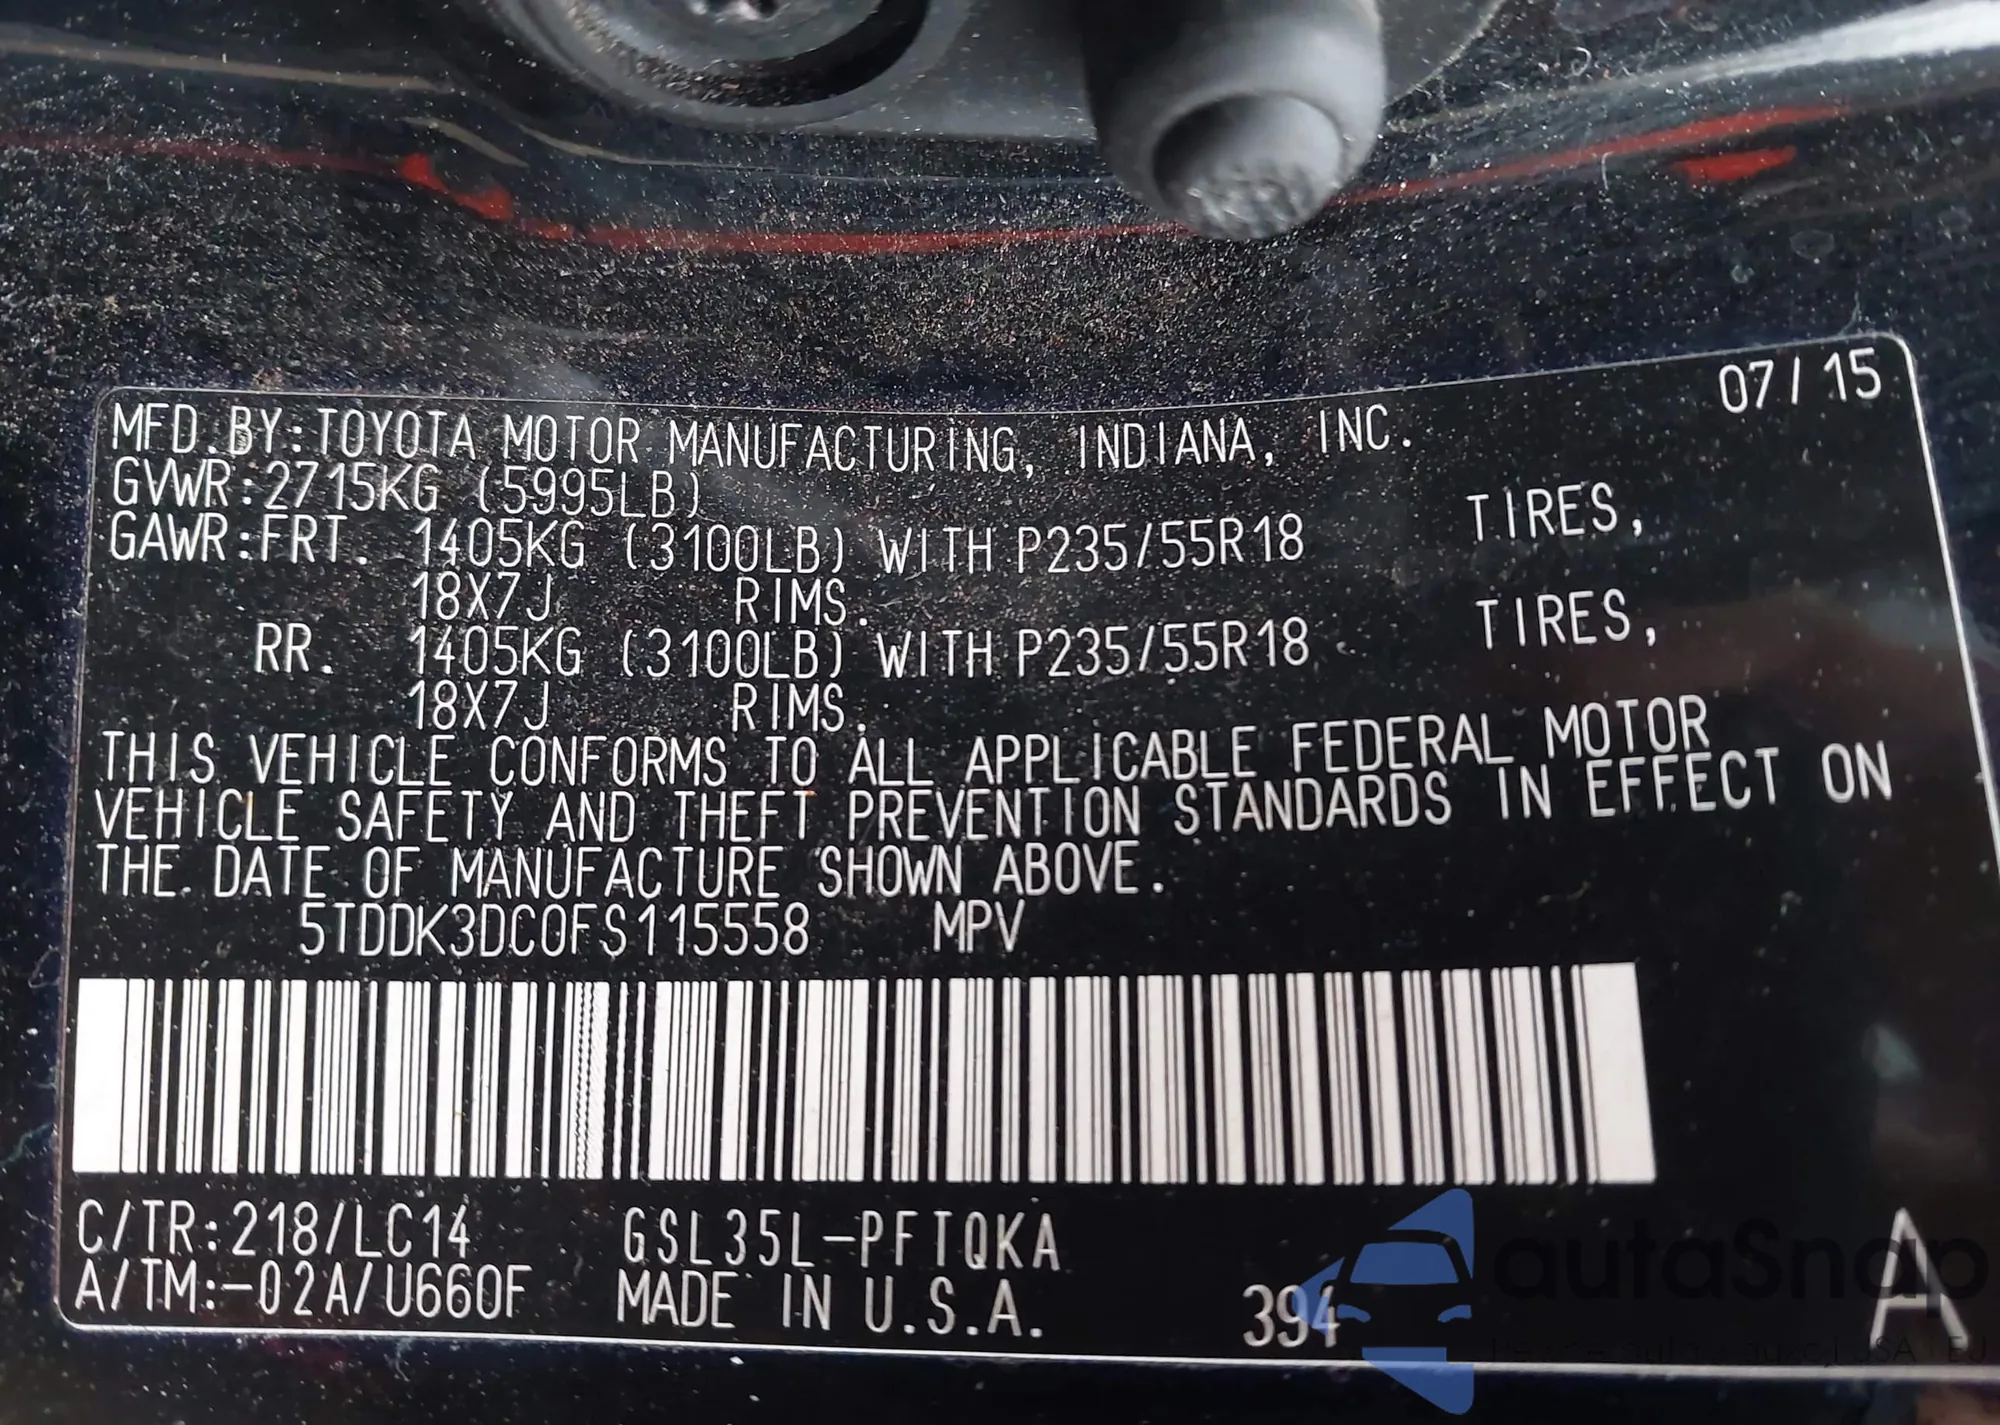 07/15
MFD.BY:TOYOTA MOTOR MANUFACTURING, INDIANA, INC.
GVWR:2715KG (5995LB)
GAWR:FRT. 1405KG (3100LB) WITH P235/55R18 TIRES,
18X7J RIMS.
RR. 1405KG (3100LB) WITH P235/55R18 TIRES,
18X7J RIMS.
THIS VEHICLE CONFORMS TO ALL APPLICABLE FEDERAL MOTOR
VEHICLE SAFETY AND THEFT PREVENTION STANDARDS IN EFFECT ON
THE DATE OF MANUFACTURE SHOWN ABOVE.
5TDDK3DC0FS115558 MPV
C/TR:218/LC14 GSL35L-PFTQKA
A/TM:-02A/U660F MADE IN U.S.A. 394 A
autoSnap
USA